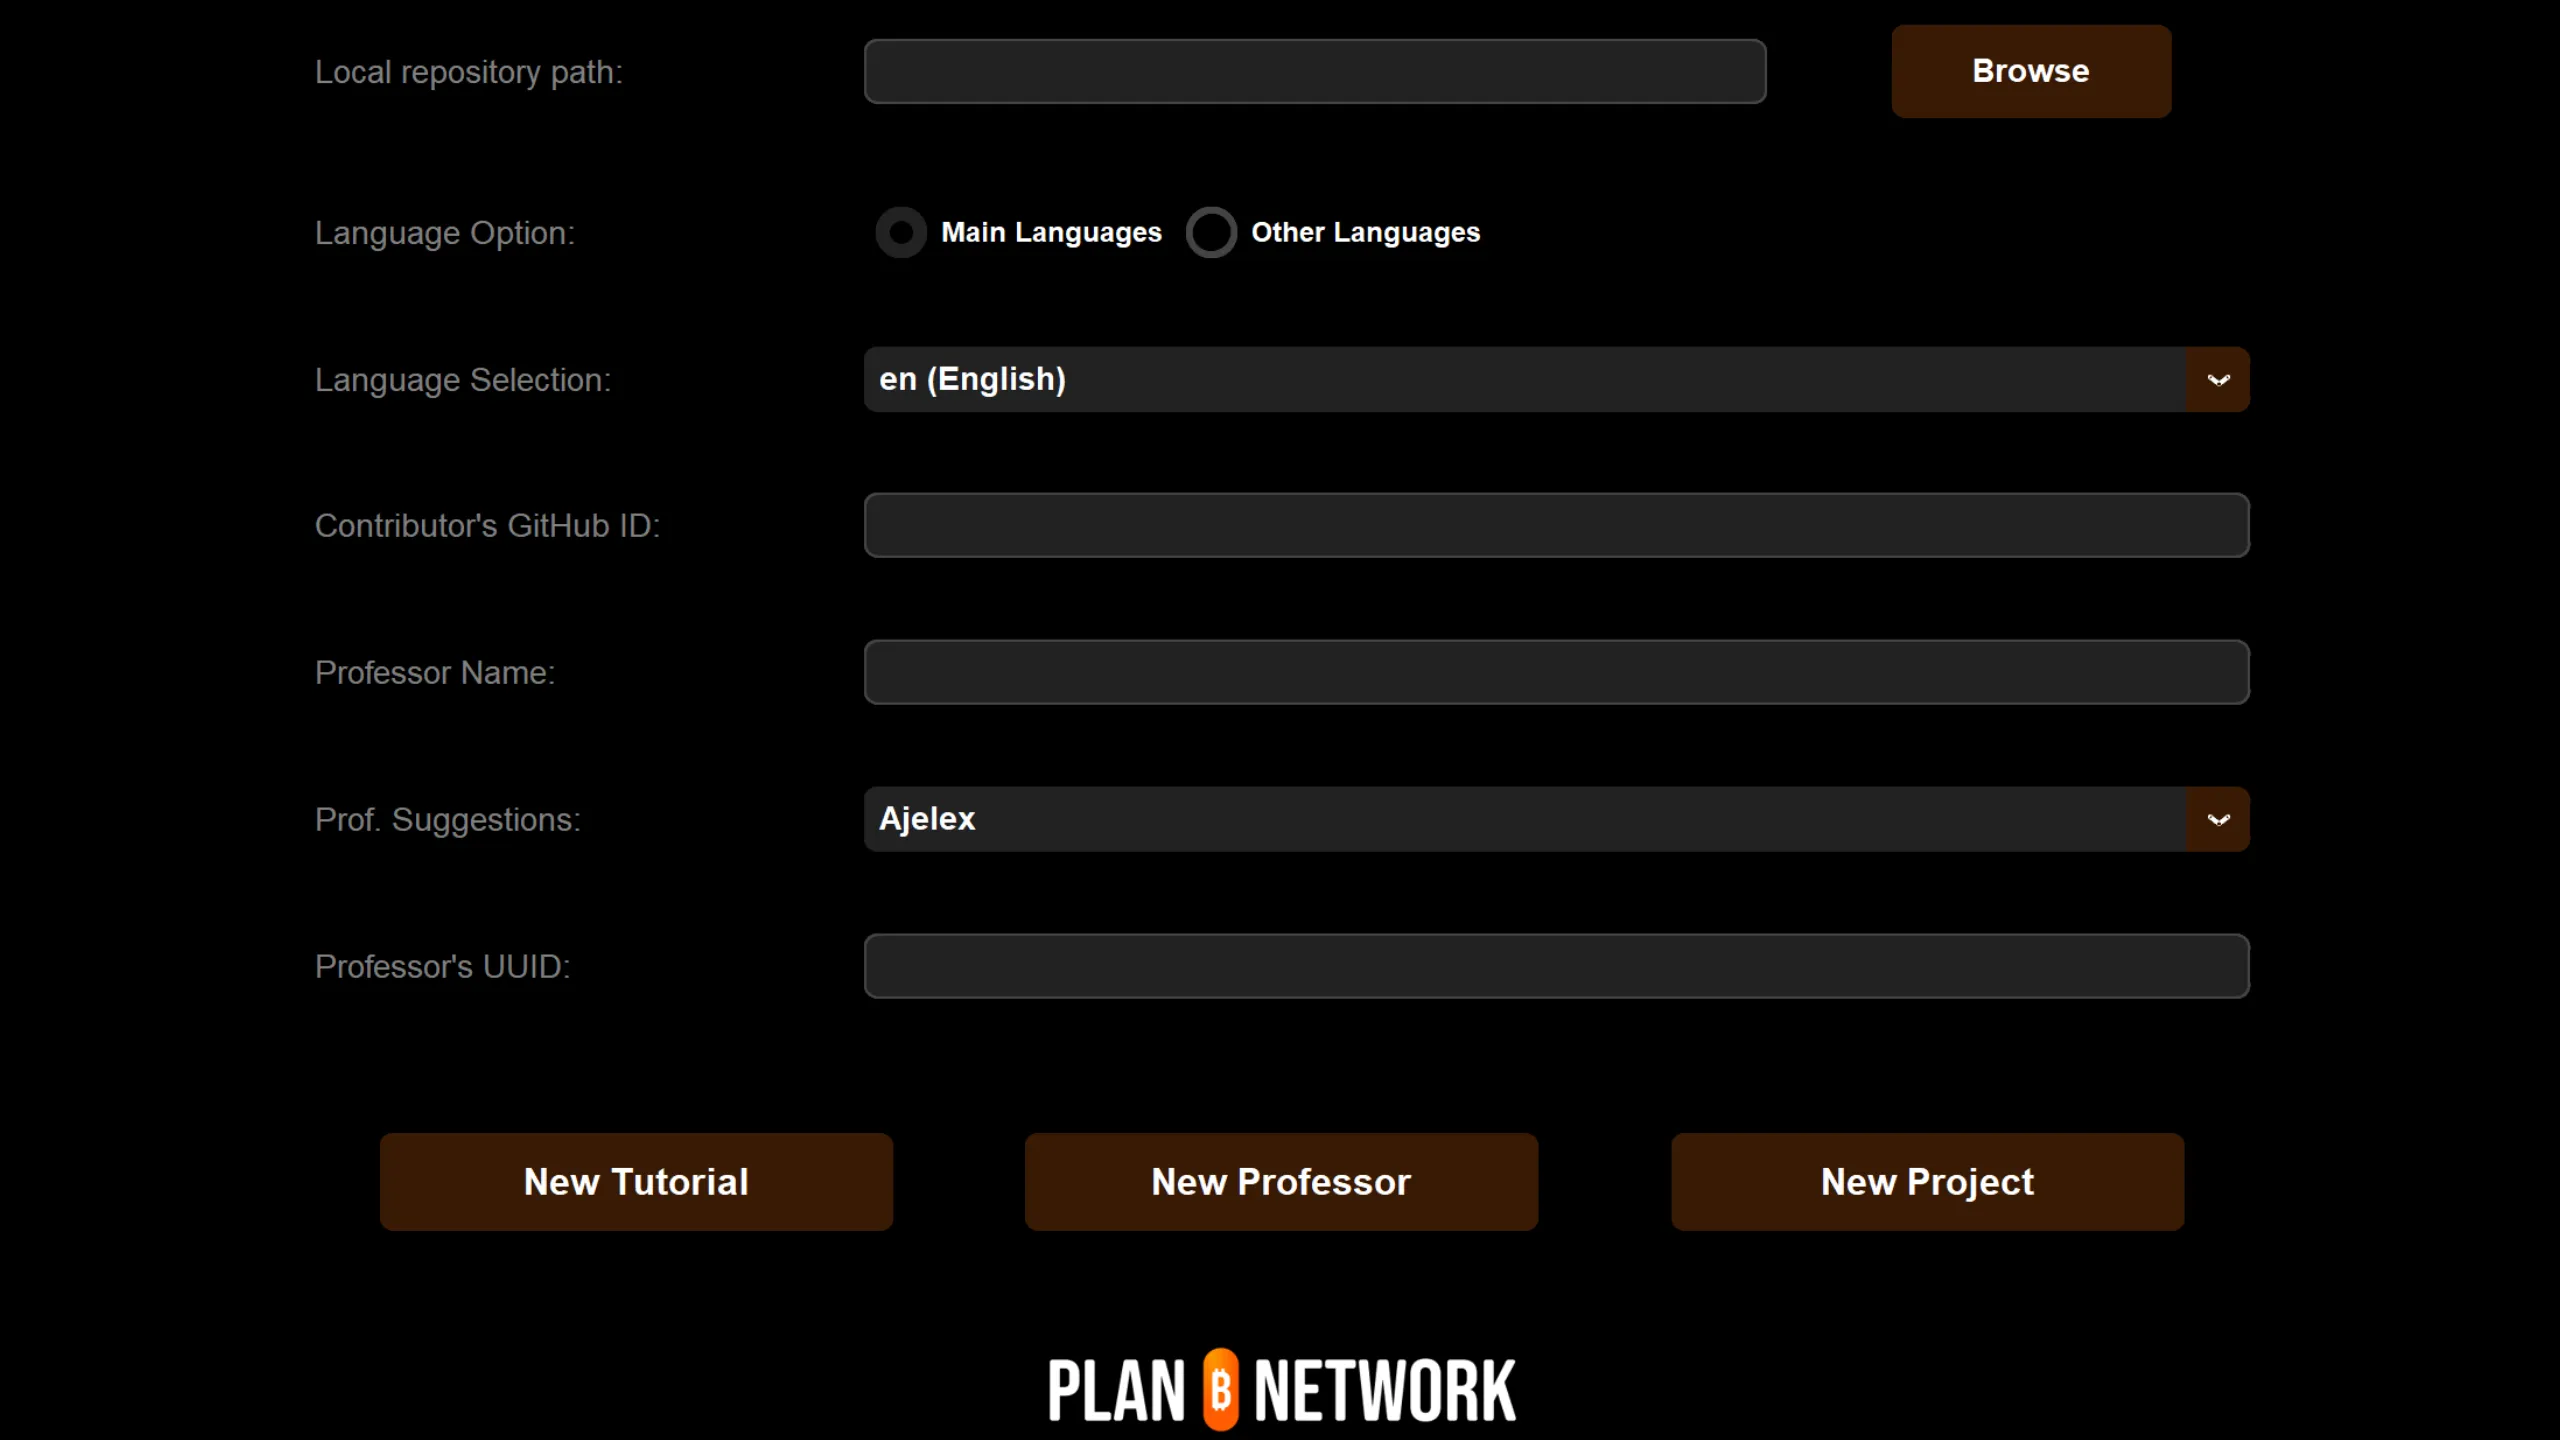 Local repository path:
Browse
Language Option:
Main Languages
Other Languages
Language Selection:
en (English)
Contributor's GitHub ID:
Professor Name:
Prof. Suggestions:
Ajelex
Professor's UUID:
New Tutorial
New Professor
New Project
PLAN ₿ NETWORK